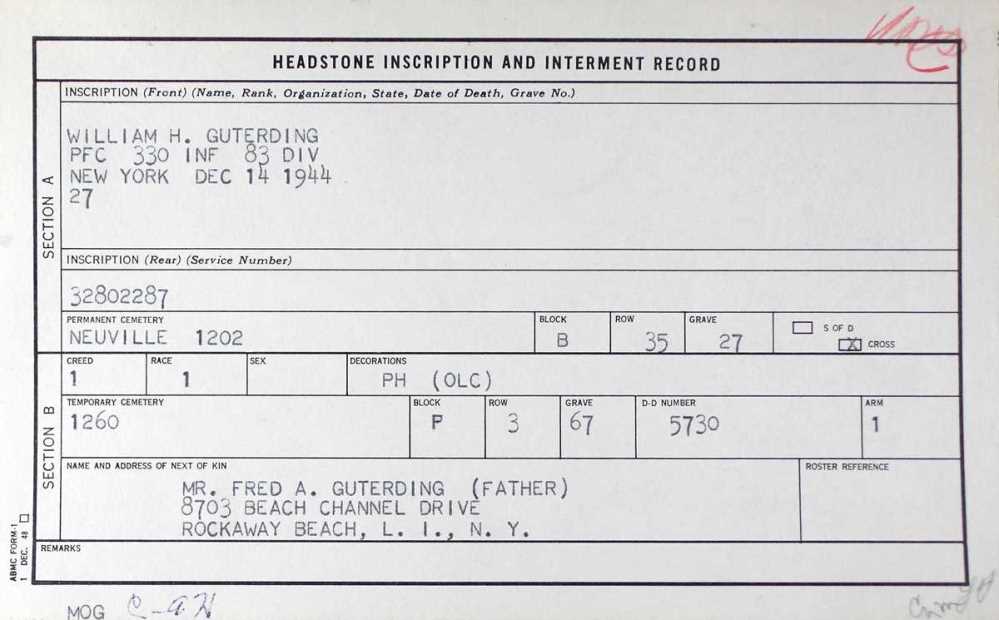 HEADSTONE INSCRIPTION AND INTERMENT RECORD
SECTION A
INSCRIPTION (Front) (Name, Rank, Organization, State, Date of Death, Grave No.)
WILLIAM H. GUTERDING
PFC 330 INF 83 DIV
NEW YORK DEC 14 1944
27
INSCRIPTION (Rear) (Service Number)
32802287
PERMANENT CEMETERY BLOCK ROW GRAVE
NEUVILLE 1202 B 35 27
S OF D
X CROSS
SECTION B
CREED RACE SEX DECORATIONS
1 1 PH (OLC)
TEMPORARY CEMETERY BLOCK ROW GRAVE D-D NUMBER ARM
1260 P 3 67 5730 1
NAME AND ADDRESS OF NEXT OF KIN ROSTER REFERENCE
MR. FRED A. GUTERDING (FATHER)
8703 BEACH CHANNEL DRIVE
ROCKAWAY BEACH, L. I., N. Y.
REMARKS
ABMC FORM-1
1 DEC. 48
MOG